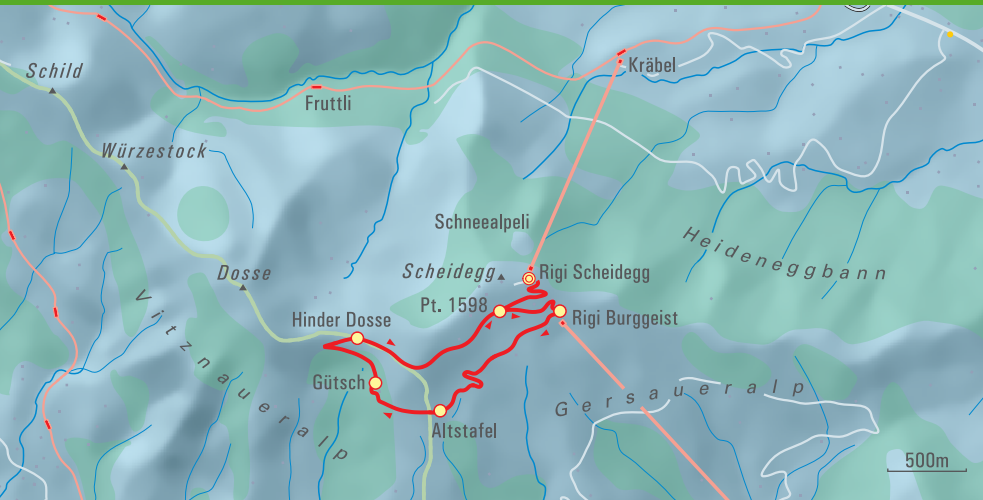 Schild
Kräbel
Fruttli
Würzestock
Schneealpeli
Heideneggbann
Scheidegg
Rigi Scheidegg
Dosse
Pt. 1598
Hinder Dosse
Rigi Burggeist
Vitznaueralp
Gütsch
Gersaueralp
Altstafel
500m